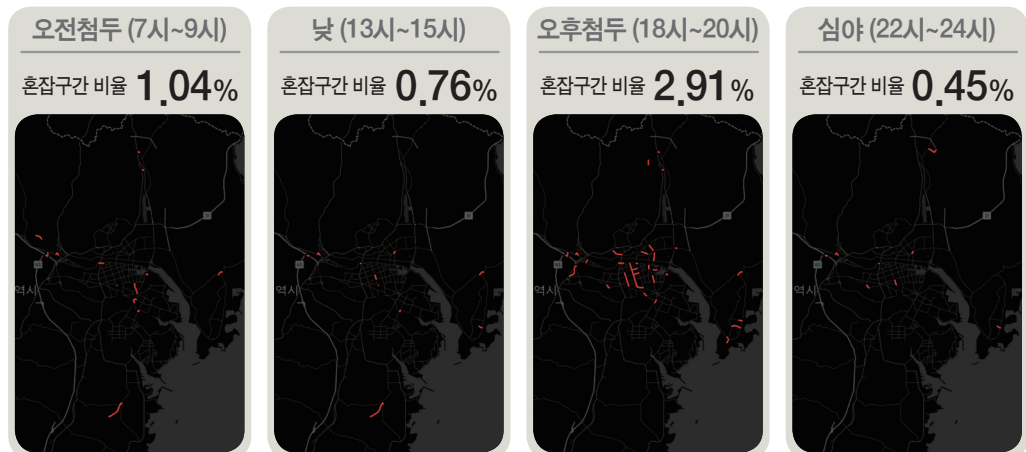 오전첨두 (7시~9시)
혼잡구간 비율 1.04%
역시
낮 (13시~15시)
혼잡구간 비율 0.76%
역시
오후첨두 (18시~20시)
혼잡구간 비율 2.91%
역시
심야 (22시~24시)
혼잡구간 비율 0.45%
역시